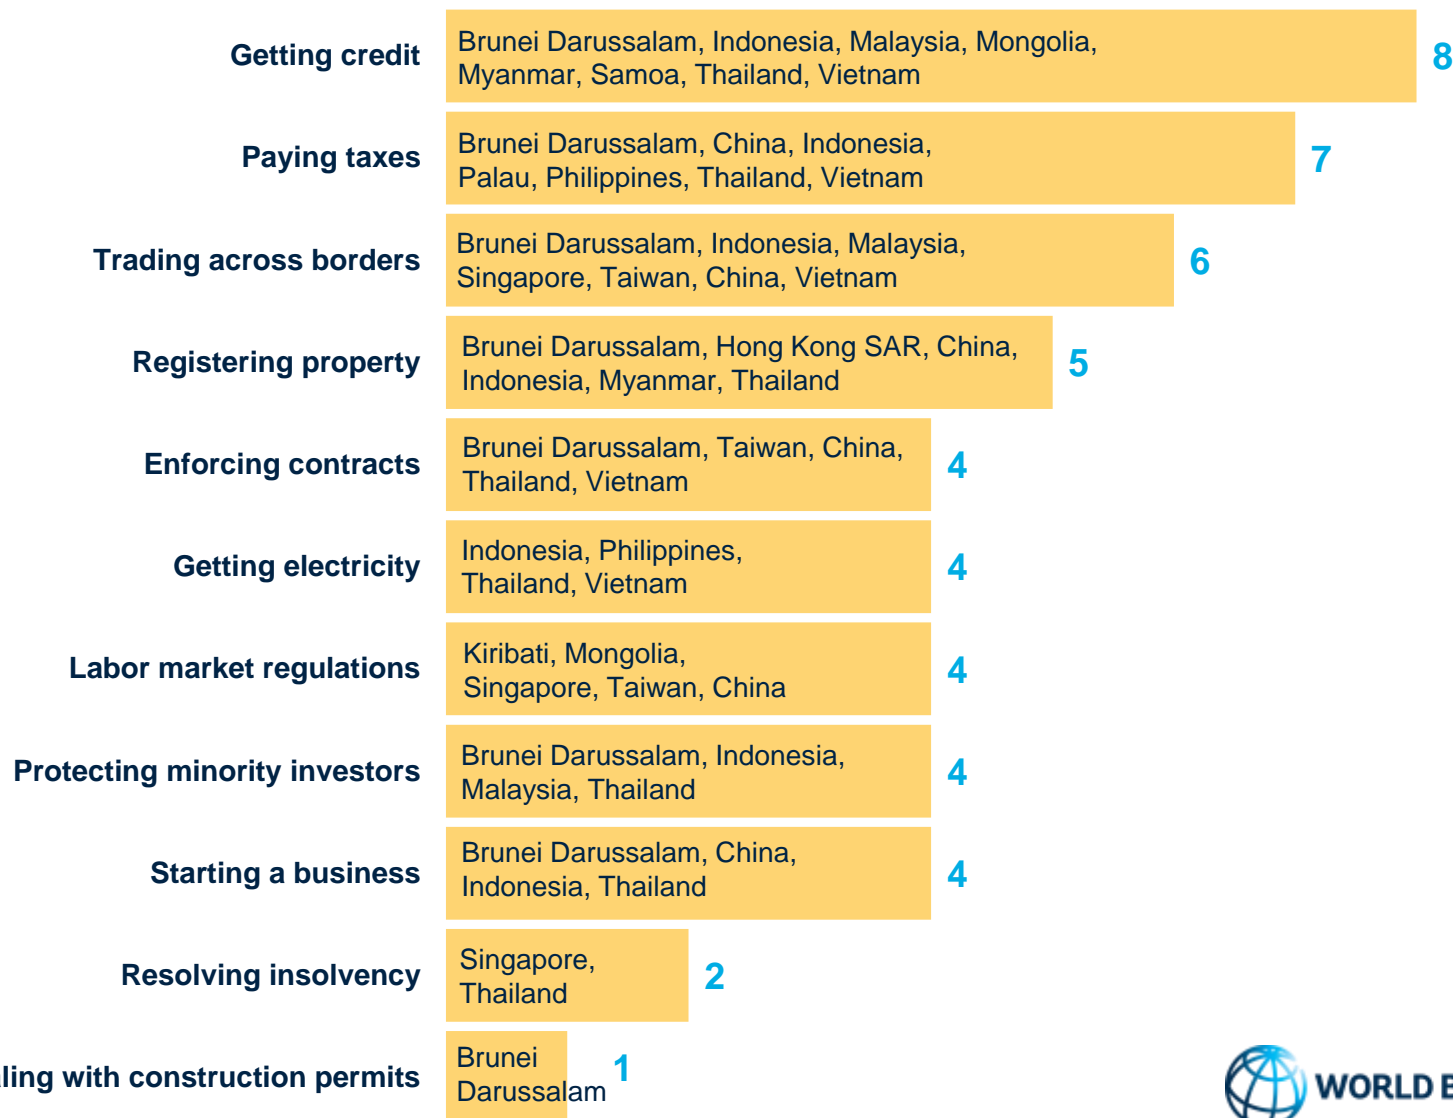 Getting credit
Brunei Darussalam, Indonesia, Malaysia, Mongolia,
Myanmar, Samoa, Thailand, Vietnam
8
Paying taxes
Brunei Darussalam, China, Indonesia,
Palau, Philippines, Thailand, Vietnam
7
Trading across borders
Brunei Darussalam, Indonesia, Malaysia,
Singapore, Taiwan, China, Vietnam
6
Registering property
Brunei Darussalam, Hong Kong SAR, China,
Indonesia, Myanmar, Thailand
5
Enforcing contracts
Brunei Darussalam, Taiwan, China,
Thailand, Vietnam
4
Getting electricity
Indonesia, Philippines,
Thailand, Vietnam
4
Labor market regulations
Kiribati, Mongolia,
Singapore, Taiwan, China
4
Protecting minority investors
Brunei Darussalam, Indonesia,
Malaysia, Thailand
4
Starting a business
Brunei Darussalam, China,
Indonesia, Thailand
4
Resolving insolvency
Singapore,
Thailand
2
ling with construction permits
Brunei
Darussalam
1
WORLD B